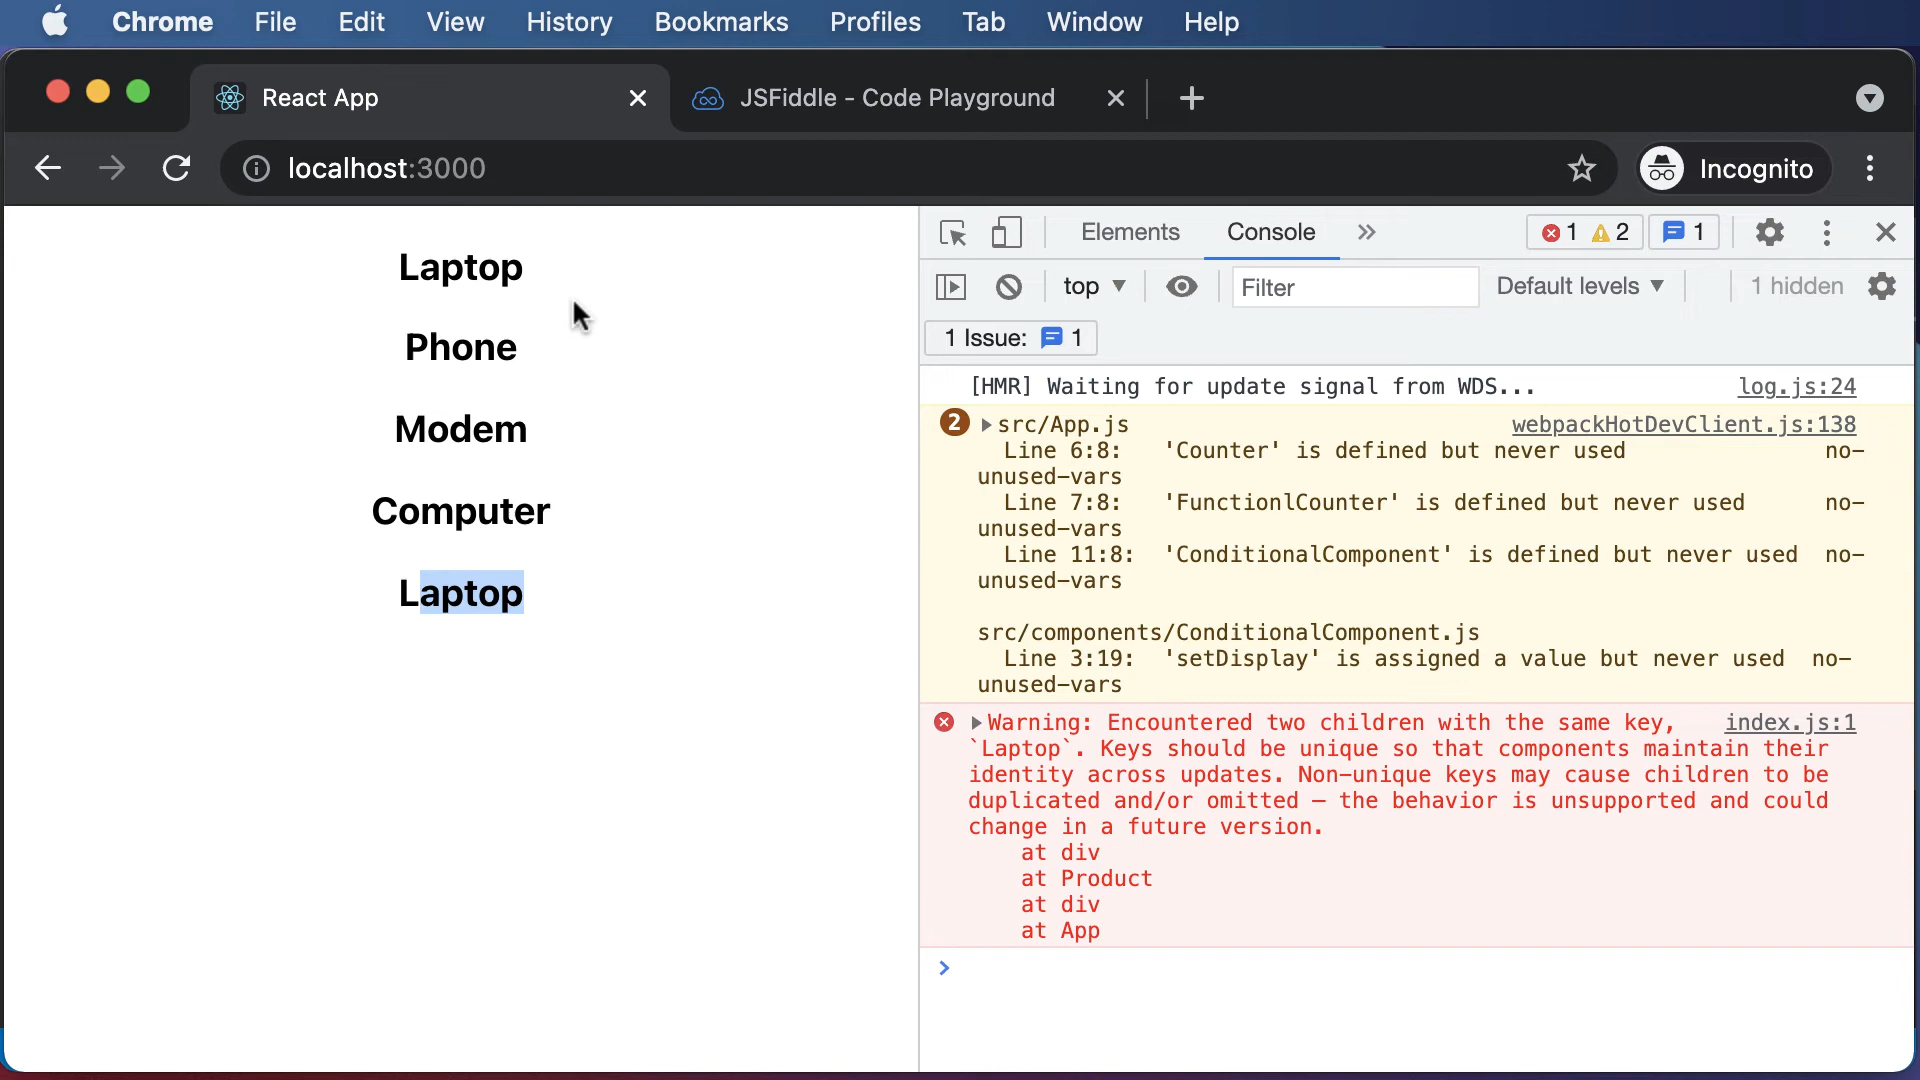 Chrome File Edit View History Bookmarks Profiles Tab Window Help
React App JSFiddle - Code Playground
localhost:3000 Incognito
Laptop
Phone
Modem
Computer
Laptop
Elements Console 1 2 1
top Filter Default levels 1 hidden
1 Issue: 1
[HMR] Waiting for update signal from WDS... log.js:24
2 src/App.js webpackHotDevClient.js:138
Line 6:8: 'Counter' is defined but never used no-
unused-vars
Line 7:8: 'FunctionlCounter' is defined but never used no-
unused-vars
Line 11:8: 'ConditionalComponent' is defined but never used no-
unused-vars
src/components/ConditionalComponent.js
Line 3:19: 'setDisplay' is assigned a value but never used no-
unused-vars
Warning: Encountered two children with the same key, index.js:1
`Laptop`. Keys should be unique so that components maintain their
identity across updates. Non-unique keys may cause children to be
duplicated and/or omitted — the behavior is unsupported and could
change in a future version.
at div
at Product
at div
at App